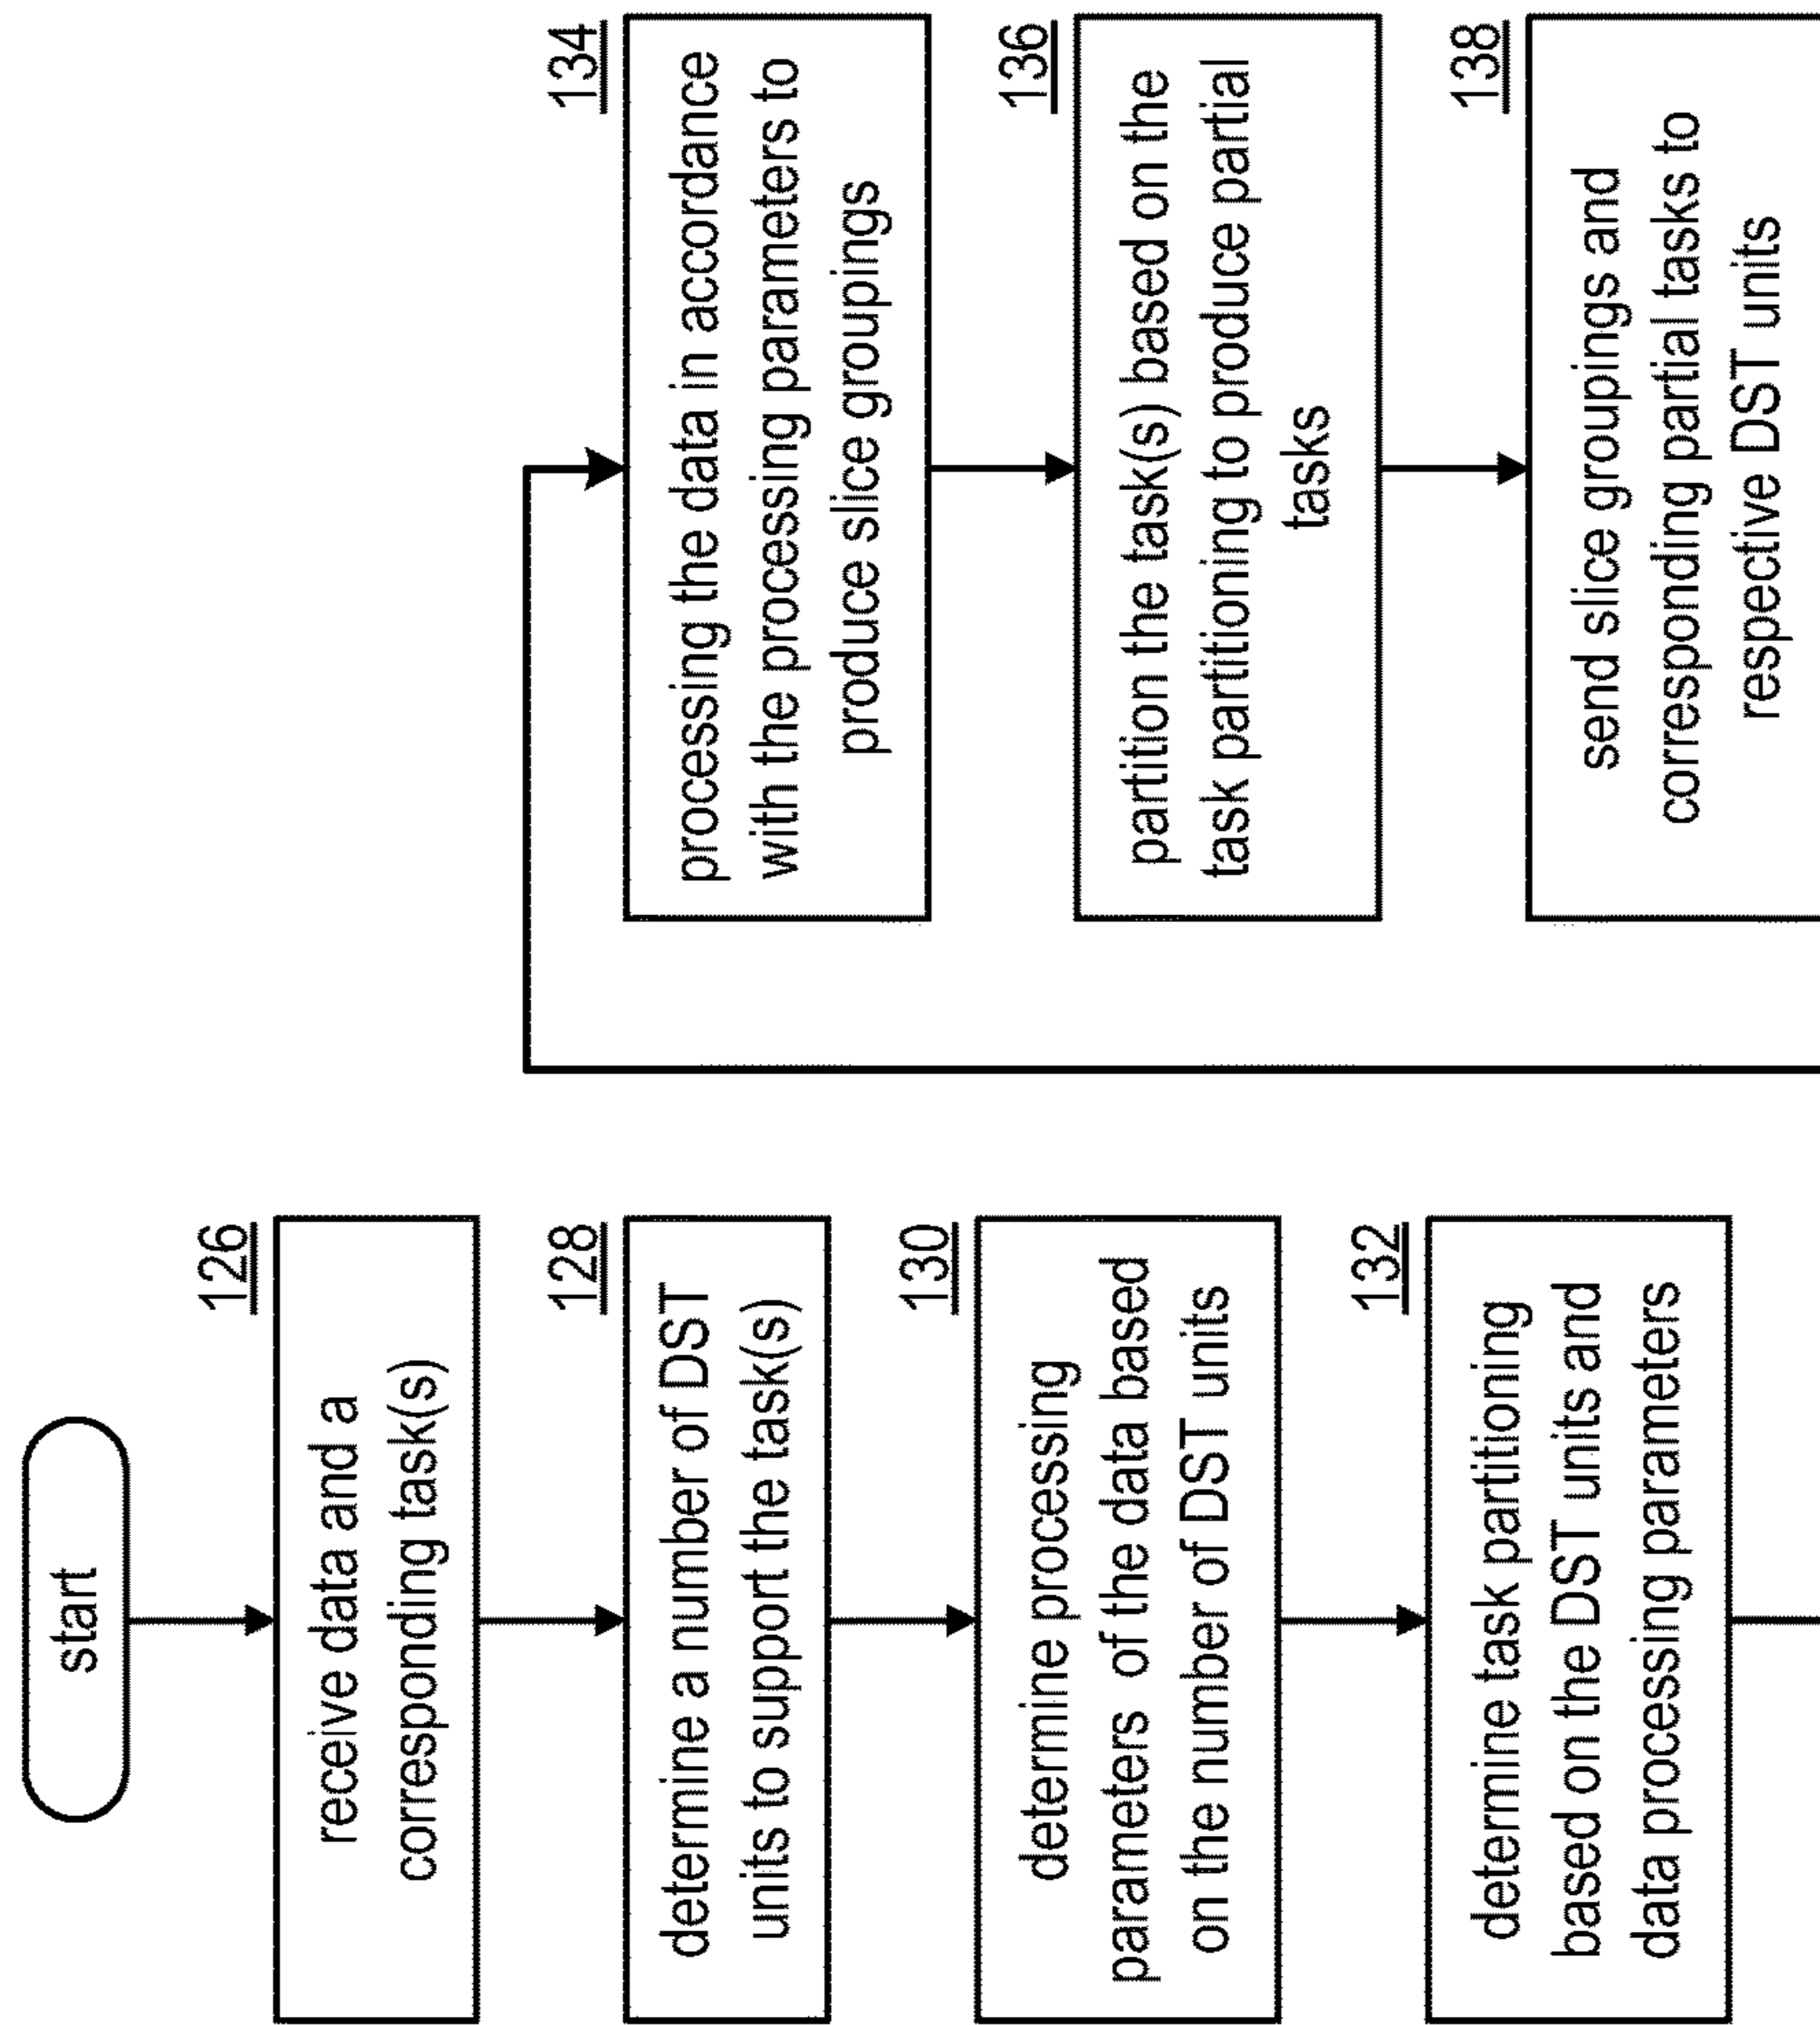 start
126
receive data and a
corresponding task(s)
128
determine a number of DST
units to support the task(s)
130
determine processing
parameters of the data based
on the number of DST units
132
determine task partitioning
based on the DST units and
data processing parameters
134
processing the data in accordance
with the processing parameters to
produce slice groupings
136
partition the task(s) based on the
task partitioning to produce partial
tasks
138
send slice groupings and
corresponding partial tasks to
respective DST units